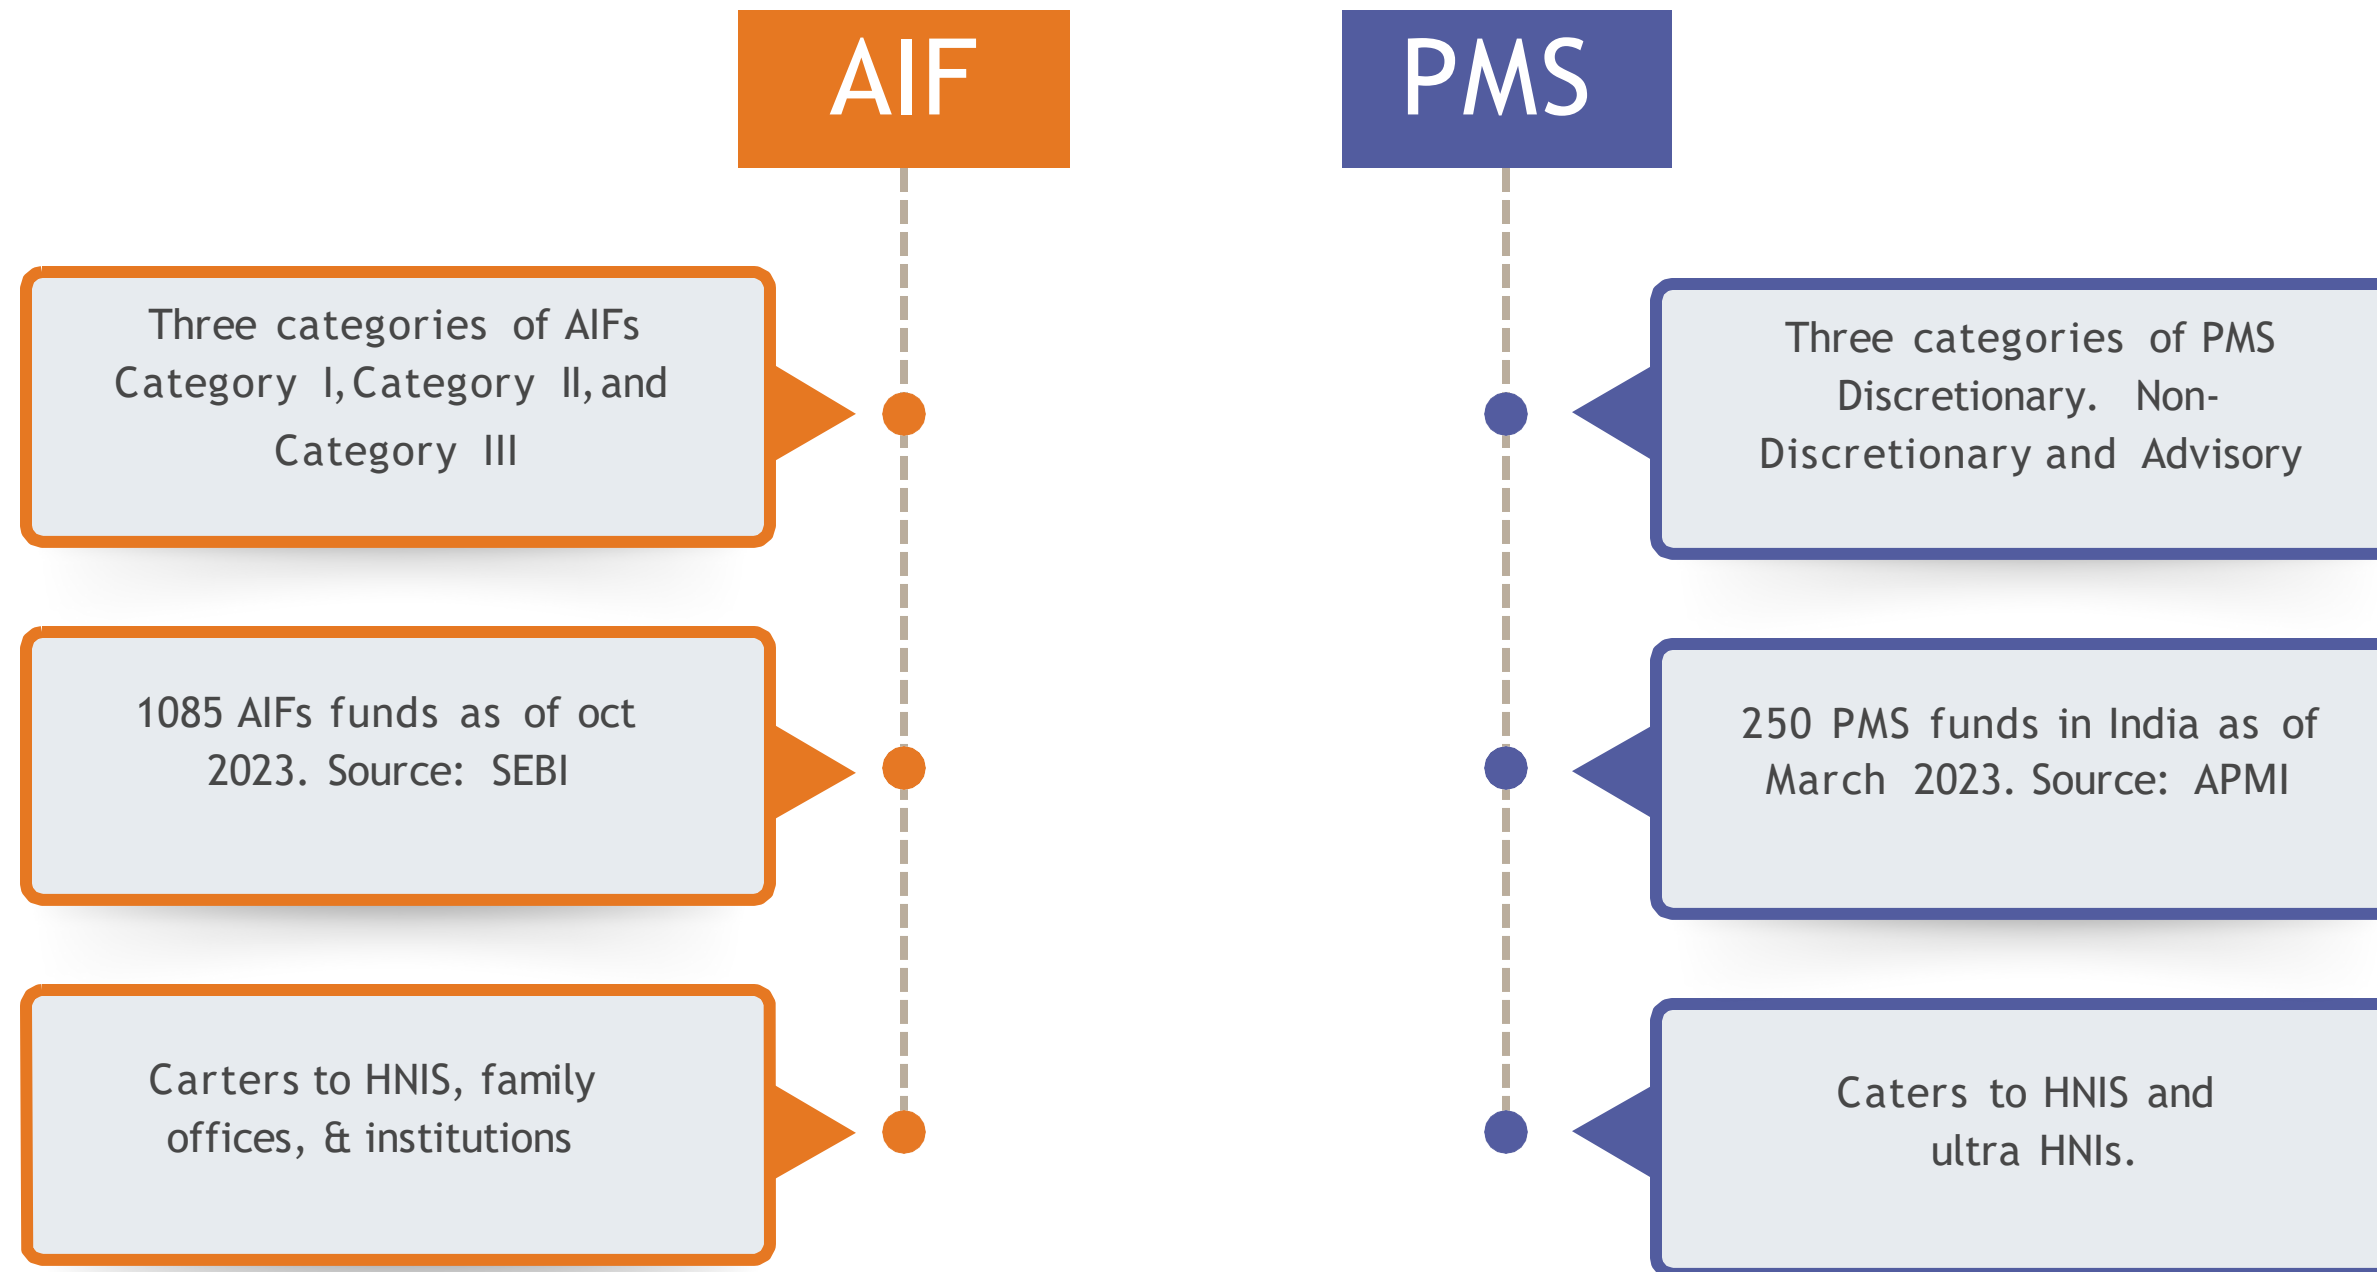 AIF
Three categories of AIFs
Category I, Category II, and
Category III
1085 AIFs funds as of oct
2023. Source: SEBI
Carters to HNIS, family
offices, & institutions
PMS
Three categories of PMS
Discretionary. Non-
Discretionary and Advisory
250 PMS funds in India as of
March 2023. Source: APMI
Caters to HNIS and
ultra HNIs.